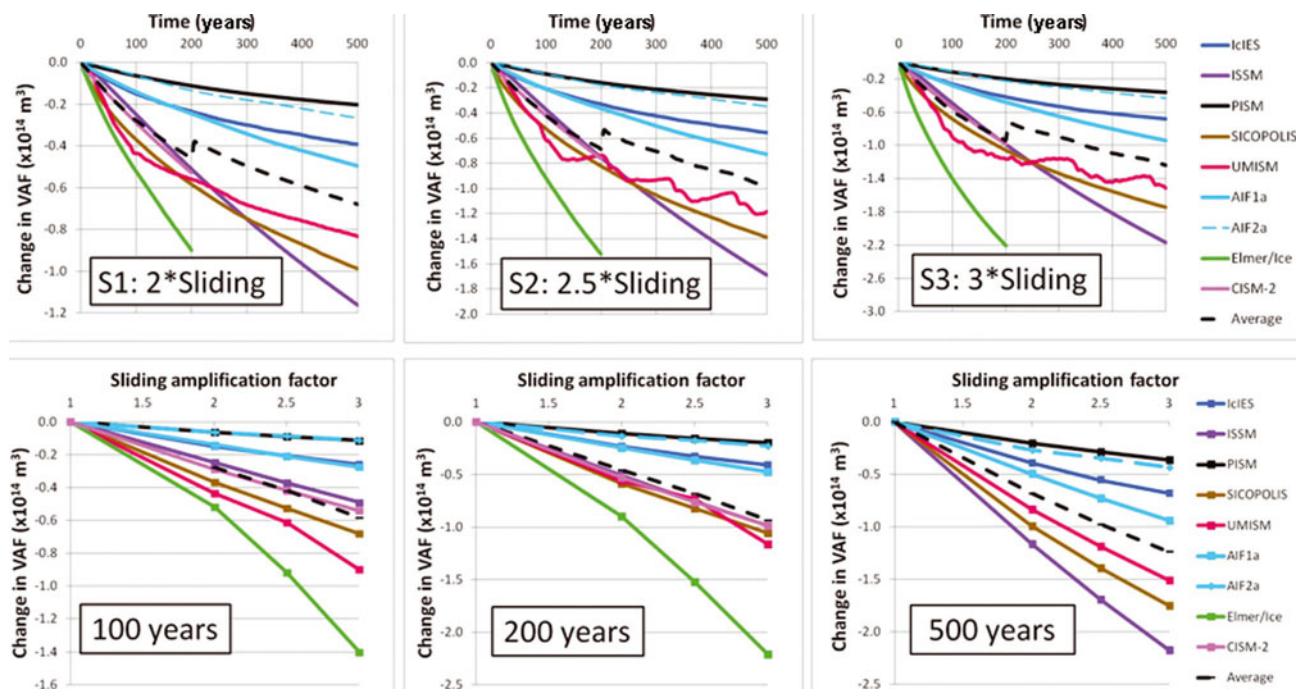 Time (years)
0 100 200 300 400 500
0.0
-0.2
-0.4
-0.6
-0.8
-1.0
-1.2
Change in VAF (x10¹⁴ m³)
S1: 2*Sliding
Time (years)
0 100 200 300 400 500
0.0
-0.2
-0.4
-0.6
-0.8
-1.0
-1.2
-1.4
-1.6
-1.8
-2.0
Change in VAF (x10¹⁴ m³)
S2: 2.5*Sliding
Time (years)
0 100 200 300 400 500
-0.2
-0.6
-1.0
-1.4
-1.8
-2.2
-2.6
-3.0
Change in VAF (x10¹⁴ m³)
S3: 3*Sliding
IcIES
ISSM
PISM
SICOPOLIS
UMISM
AIF1a
AIF2a
Elmer/Ice
CISM-2
Average
Sliding amplification factor
1 1.5 2 2.5 3
0.0
-0.2
-0.4
-0.6
-0.8
-1.0
-1.2
-1.4
-1.6
Change in VAF (x10¹⁴ m³)
100 years
Sliding amplification factor
1 1.5 2 2.5 3
0.0
-0.5
-1.0
-1.5
-2.0
-2.5
Change in VAF (x10¹⁴ m³)
200 years
Sliding amplification factor
1 1.5 2 2.5 3
0.0
-0.5
-1.0
-1.5
-2.0
-2.5
Change in VAF (x10¹⁴ m³)
500 years
IcIES
ISSM
PISM
SICOPOLIS
UMISM
AIF1a
AIF2a
Elmer/Ice
CISM-2
Average